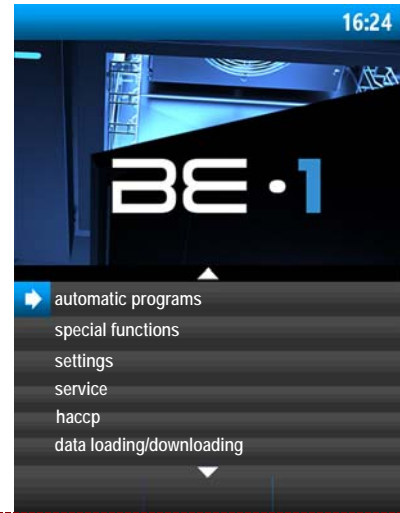 16:24
BE·1
automatic programs
special functions
settings
service
haccp
data loading/downloading